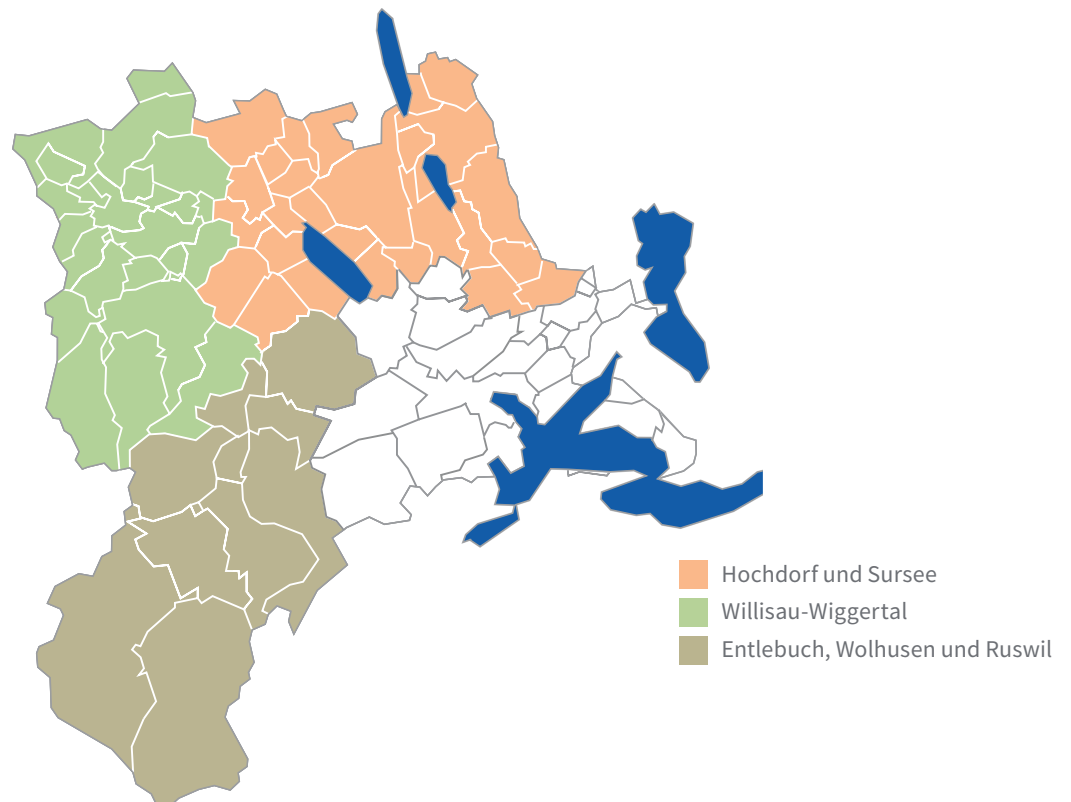 Hochdorf und Sursee
Willisau-Wiggertal
Entlebuch, Wolhusen und Ruswil